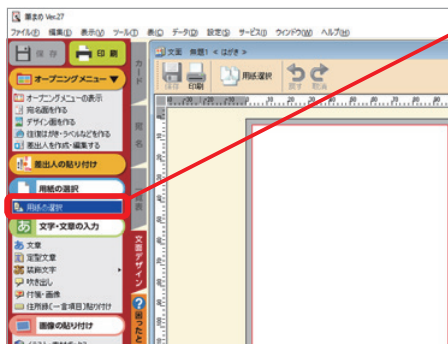 筆まめ Ver.27
ファイル(F) 編集(E) 表示(V) ツール(T) 表(G) データ(D) 設定(S) サービス(I) ウィンドウ(W) ヘルプ(H)
保存
印刷
文面 無題1 < はがき >
保存
印刷
用紙選択
戻す
取消
オープニングメニュー▼
オープニングメニューの表示
宛名面を作る
デザイン面を作る
往復はがき・ラベルなどを作る
差出人を作成・編集する
差出人の貼り付け
用紙の選択
用紙の選択
文字・文章の入力
あ 文章
定型文章
装飾文字
吹き出し
付箋・画像
住所録(一含項目)貼り付け
画像の貼り付け
カード
宛名
一覧表
文面デザイン
困ったと